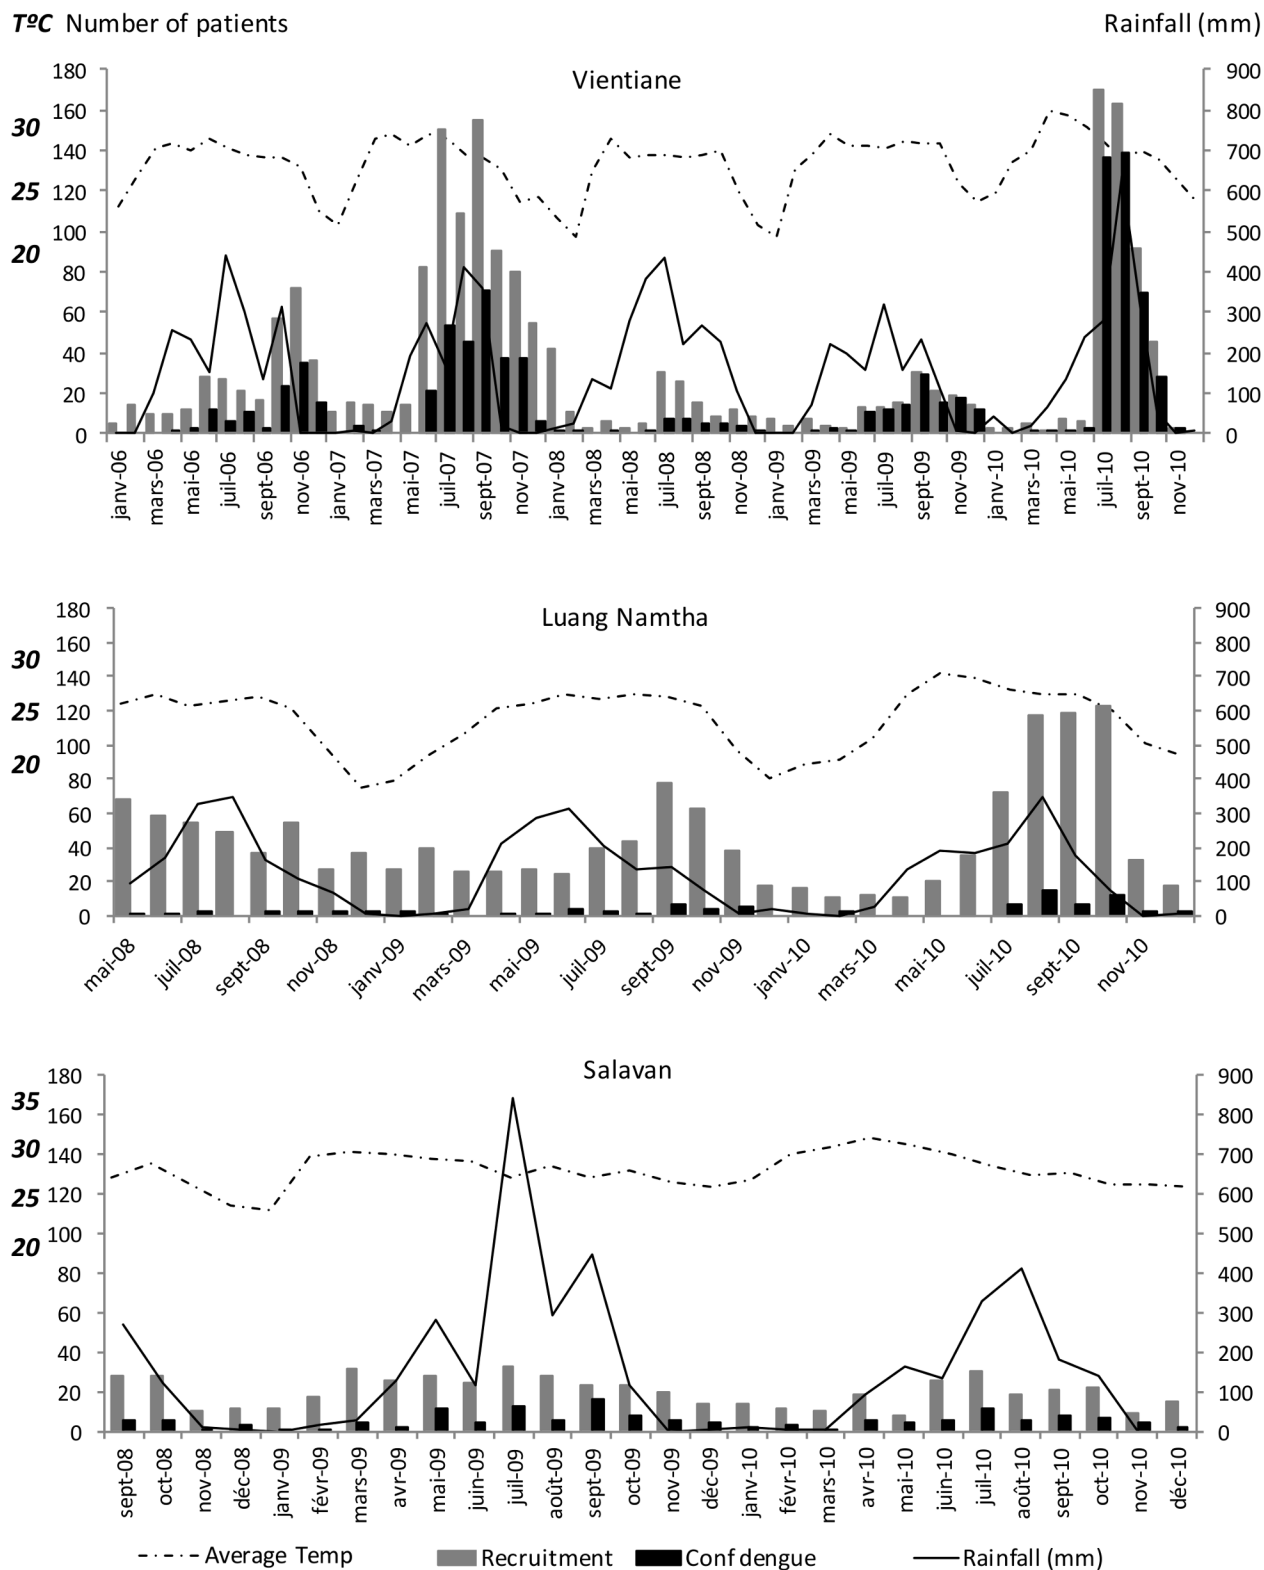 TºC Number of patients Rainfall (mm)
Vientiane
180 900
160 800
30
140 700
120 600
25
100 500
20
80 400
60 300
40 200
20 100
0 0
janv-06 mars-06 mai-06 juil-06 sept-06 nov-06 janv-07 mars-07 mai-07 juil-07 sept-07 nov-07 janv-08 mars-08 mai-08 juil-08 sept-08 nov-08 janv-09 mars-09 mai-09 juil-09 sept-09 nov-09 janv-10 mars-10 mai-10 juil-10 sept-10 nov-10
Luang Namtha
180 900
160 800
30
140 700
25 120 600
100 500
20
80 400
60 300
40 200
20 100
0 0
mai-08 juil-08 sept-08 nov-08 janv-09 mars-09 mai-09 juil-09 sept-09 nov-09 janv-10 mars-10 mai-10 juil-10 sept-10 nov-10
Salavan
180 900
35
160 800
30 140 700
25 120 600
20 100 500
80 400
60 300
40 200
20 100
0 0
sept-08 oct-08 nov-08 déc-08 janv-09 févr-09 mars-09 avr-09 mai-09 juin-09 juil-09 août-09 sept-09 oct-09 nov-09 déc-09 janv-10 févr-10 mars-10 avr-10 mai-10 juin-10 juil-10 août-10 sept-10 oct-10 nov-10 déc-10
Average Temp Recruitment Conf dengue Rainfall (mm)